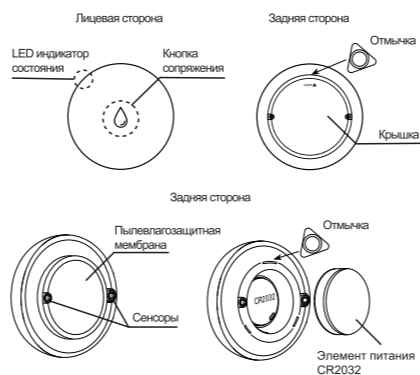 Лицевая сторона
Задняя сторона
LED индикатор
состояния
Кнопка
сопряжения
Отмычка
Крышка
Задняя сторона
Пылевлагозащитная
мембрана
Отмычка
CR2032
Сенсоры
Элемент питания
CR2032